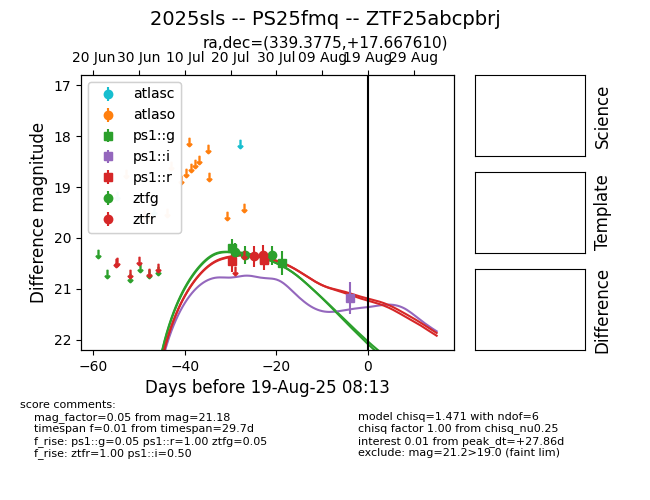 2025sls -- PS25fmq -- ZTF25abcpbrj
ra,dec=(339.3775,+17.667610)
20 Jun 30 Jun 10 Jul 20 Jul 30 Jul 09 Aug 19 Aug 29 Aug
17
18
19
20
21
22
Difference magnitude
atlasc
atlaso
ps1::g
ps1::i
ps1::r
ztfg
ztfr
−60 −40 −20 0
Days before 19-Aug-25 08:13
Science
Template
Difference
score comments:
mag_factor=0.05 from mag=21.18
timespan f=0.01 from timespan=29.7d
f_rise: ps1::g=0.05 ps1::r=1.00 ztfg=0.05
f_rise: ztfr=1.00 ps1::i=0.50
model chisq=1.471 with ndof=6
chisq factor 1.00 from chisq_nu0.25
interest 0.01 from peak_dt=+27.86d
exclude: mag=21.2>19.0 (faint lim)